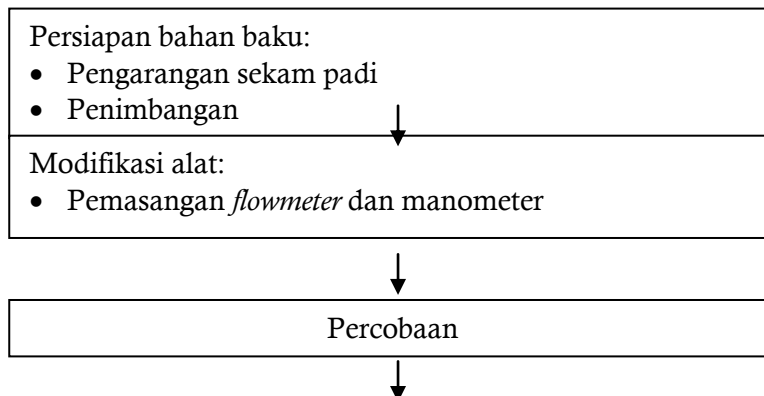 Persiapan bahan baku:
• Pengarangan sekam padi
• Penimbangan
Modifikasi alat:
• Pemasangan flowmeter dan manometer
Percobaan